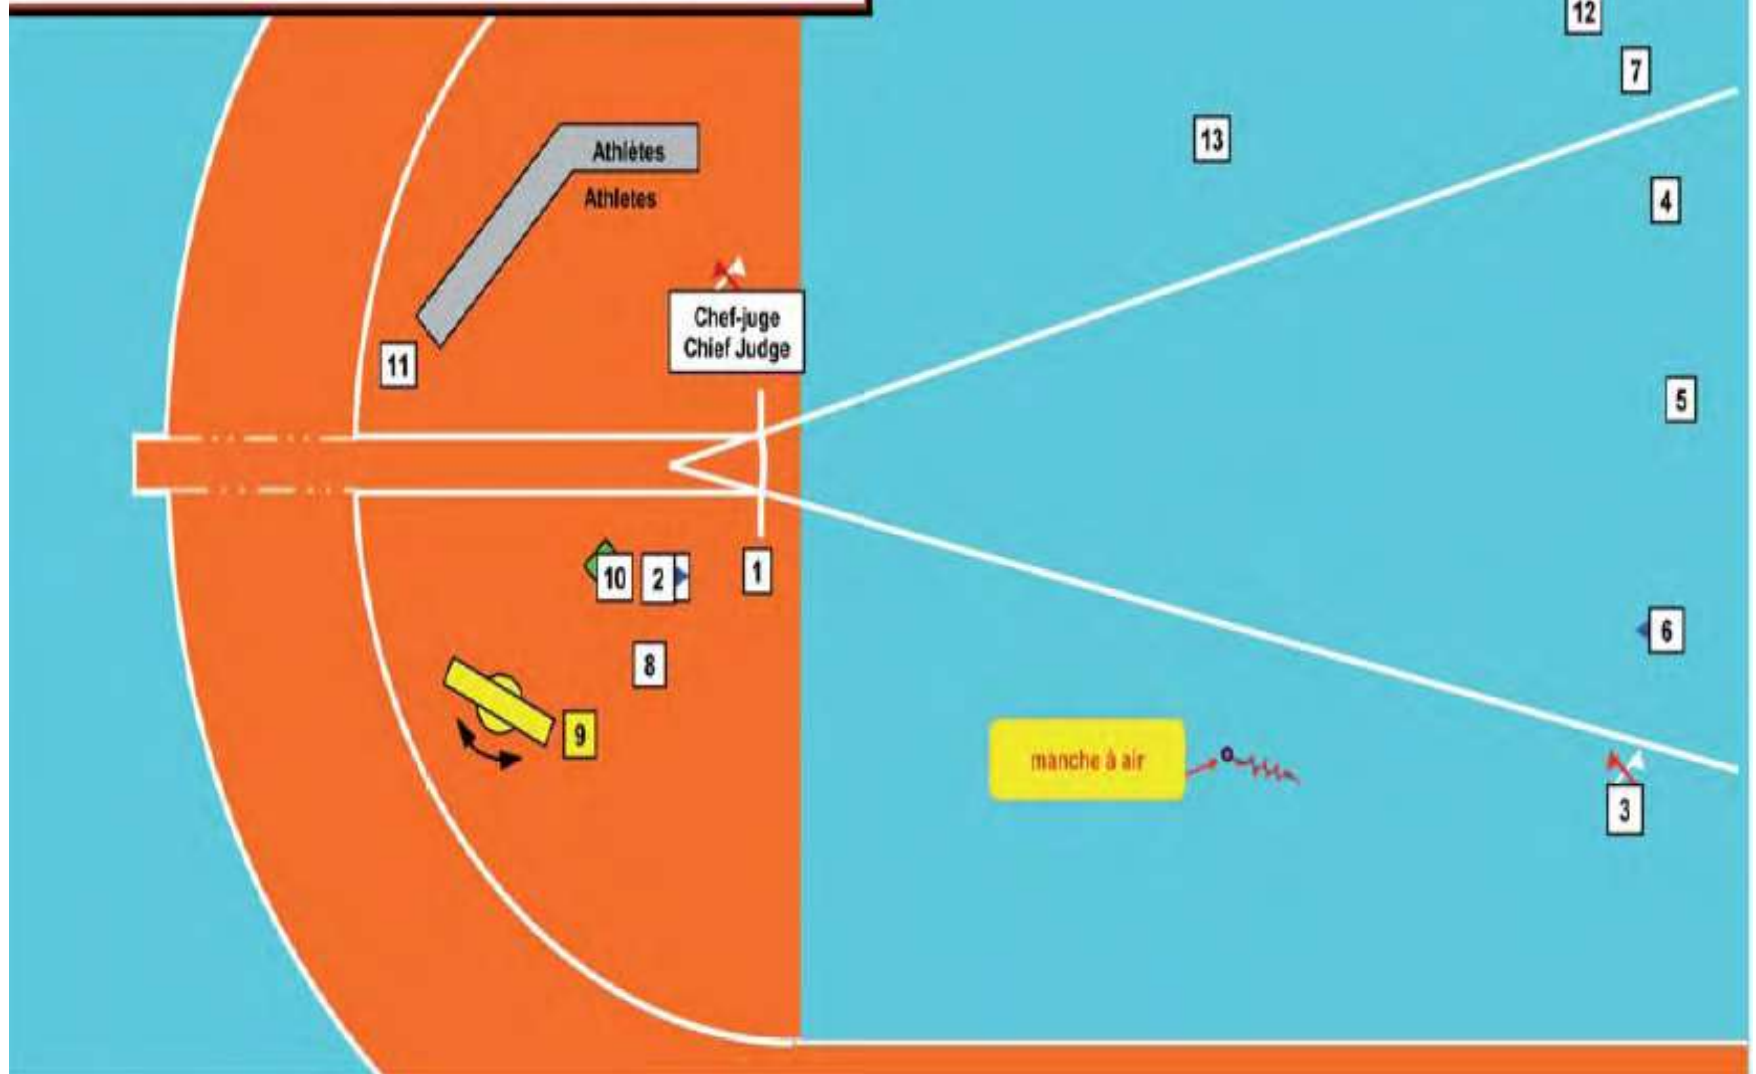 12
7
13
Athlètes
4
Athletes
Chef-juge
Chief Judge
11
5
1
10
2
6
8
9
manche à air
3